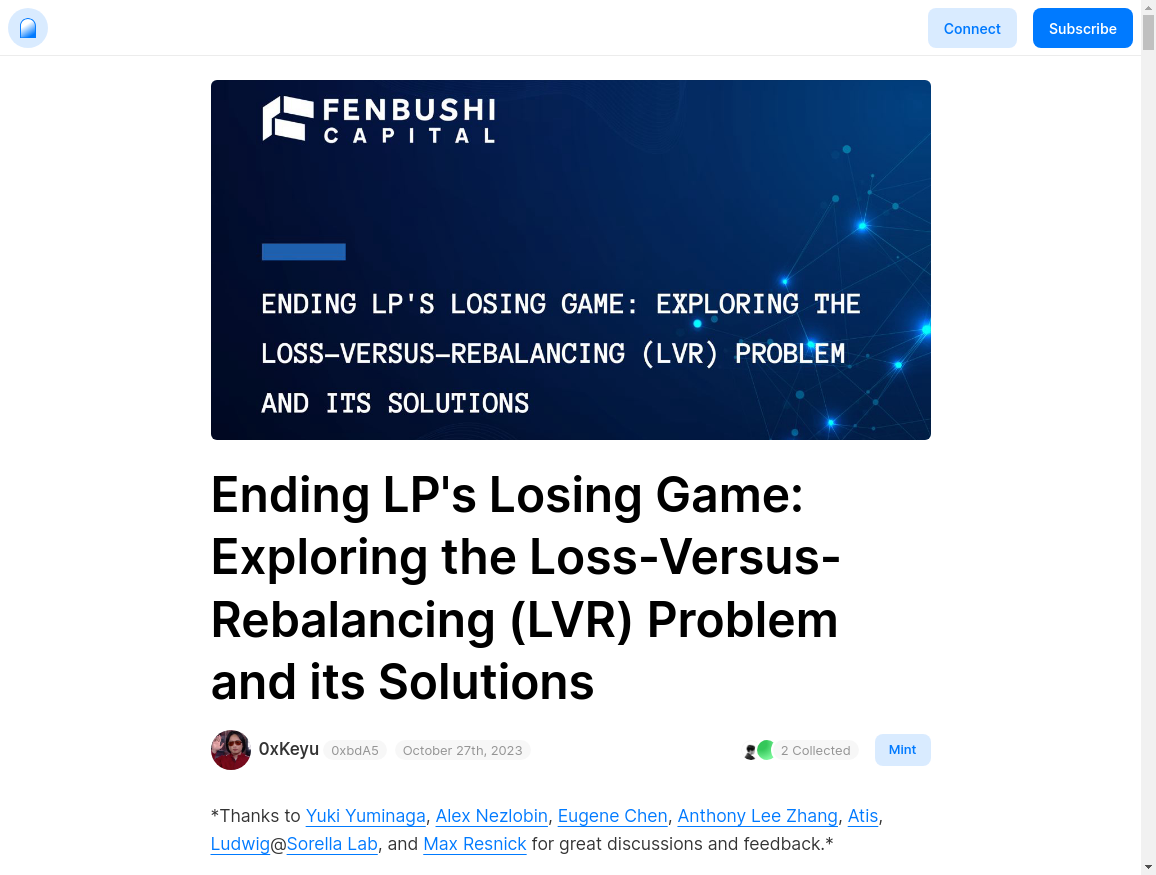 Connect
Subscribe
FENBUSHI
CAPITAL
ENDING LP'S LOSING GAME: EXPLORING THE
LOSS-VERSUS-REBALANCING (LVR) PROBLEM
AND ITS SOLUTIONS
Ending LP's Losing Game:
Exploring the Loss-Versus-
Rebalancing (LVR) Problem
and its Solutions
0xKeyu 0xbdA5 October 27th, 2023 2 Collected Mint
*Thanks to Yuki Yuminaga, Alex Nezlobin, Eugene Chen, Anthony Lee Zhang, Atis,
Ludwig@Sorella Lab, and Max Resnick for great discussions and feedback.*